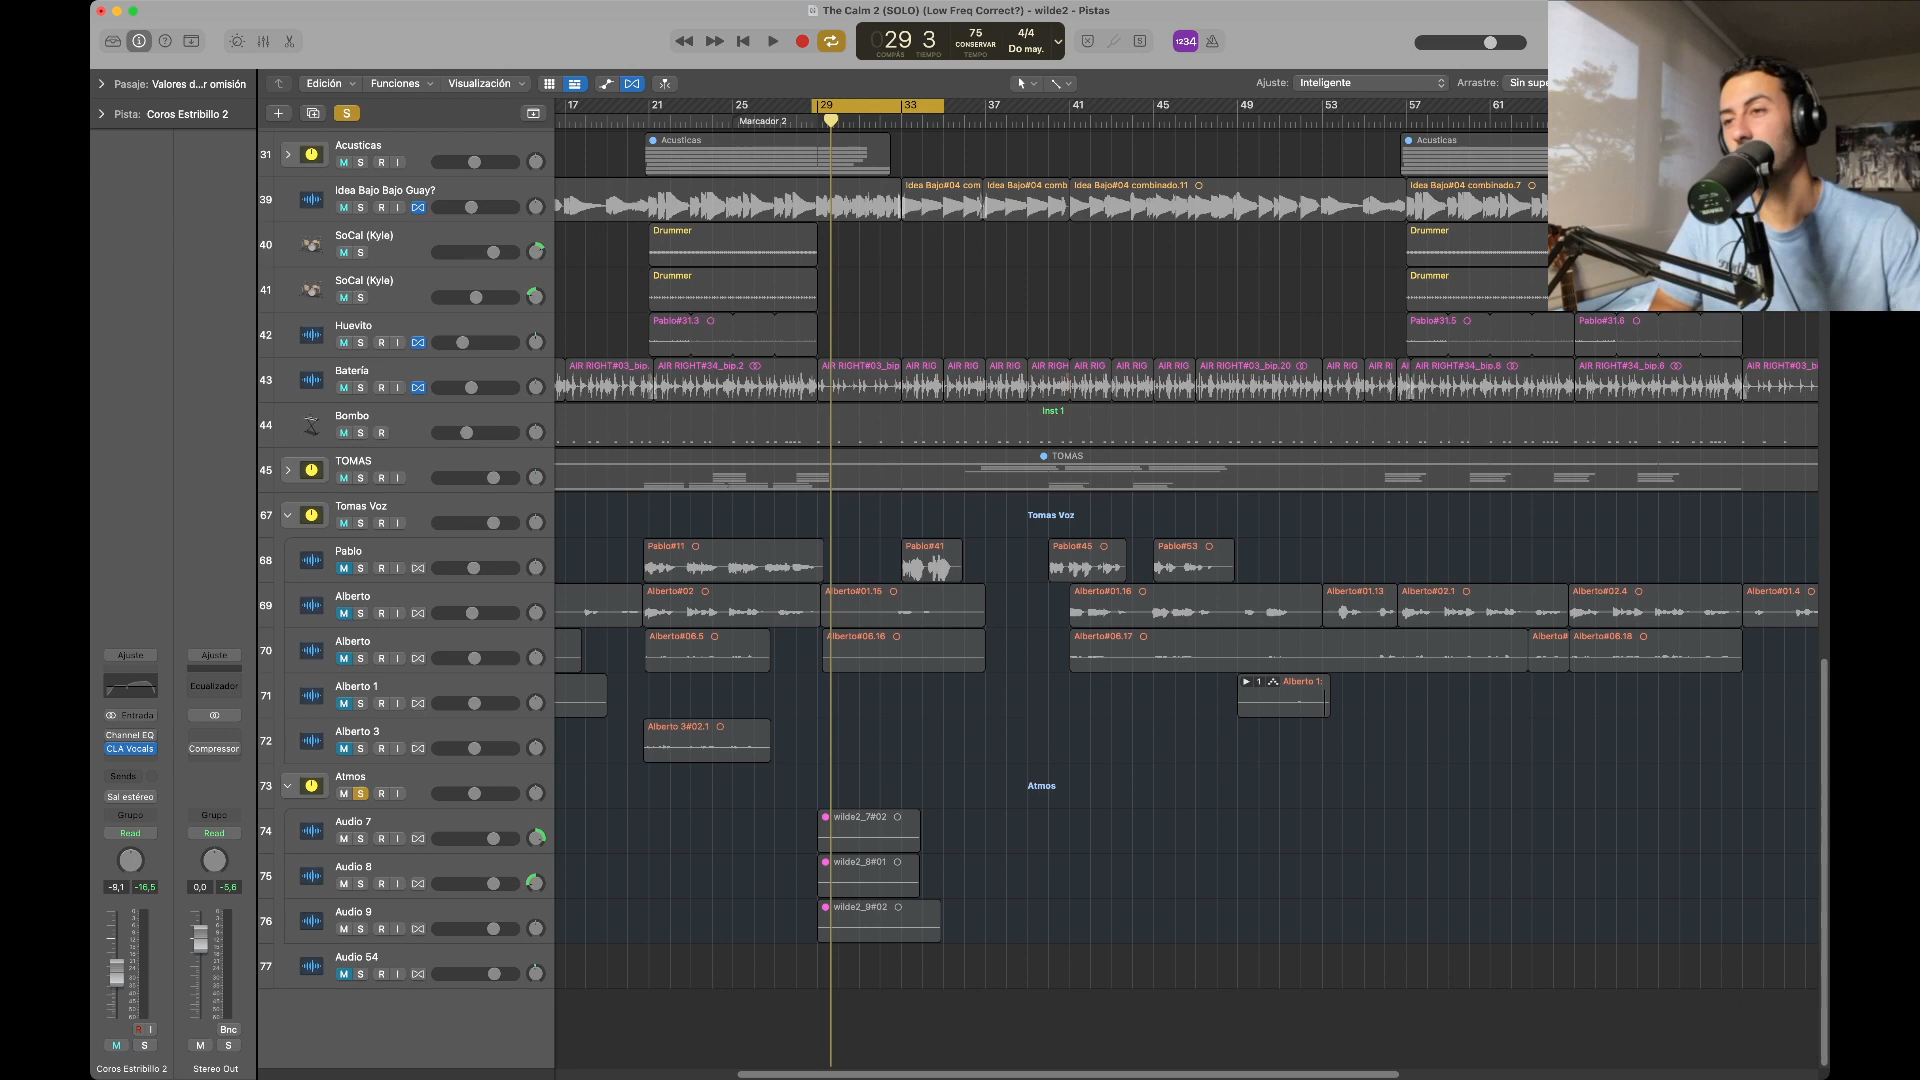 The Calm 2 (SOLO) (Low Freq Correct?) - wilde2 - Pistas
029 3
COMPÁS TIEMPO
75
CONSERVAR
TEMPO
4/4
Do may.
1234
Pasaje: Valores d...r omisión
Edición Funciones Visualización
Ajuste: Inteligente
Arrastre: Sin supe
Pista: Coros Estribillo 2
S
17 21 25 29 33 37 41 45 49 53 57 61
Marcador 2
31 Acusticas
M S R I
Acusticas Acusticas
39 Idea Bajo Bajo Guay?
M S R I
Idea Bajo#04 com Idea Bajo#04 comb Idea Bajo#04 combinado.11 Idea Bajo#04 combinado.7
40 SoCal (Kyle)
M S
Drummer Drummer
41 SoCal (Kyle)
M S
Drummer Drummer
42 Huevito
M S R I
Pablo#31.3 Pablo#31.5 Pablo#31.6
43 Batería
M S R I
AIR RIGHT#03_bip. AIR RIGHT#34_bip.2 AIR RIGHT#03_bip AIR RIG AIR RIG AIR RIG AIR RIGH AIR RIG AIR RIG AIR RIG AIR RIGHT#03_bip.20 AIR RIG AIR RI AI AIR RIGHT#34_bip.8 AIR RIGHT#34_bip.6 AIR RIGHT#03_bi
44 Bombo
M S R
Inst 1
45 TOMAS
M S R I
TOMAS
67 Tomas Voz
M S R I
Tomas Voz
68 Pablo
M S R I
Pablo#11 Pablo#41 Pablo#45 Pablo#53
69 Alberto
M S R I
Alberto#02 Alberto#01.15 Alberto#01.16 Alberto#01.13 Alberto#02.1 Alberto#02.4 Alberto#01.4
70 Alberto
M S R I
Alberto#06.5 Alberto#06.16 Alberto#06.17 Alberto# Alberto#06.18
71 Alberto 1
M S R I
1 Alberto 1:
72 Alberto 3
M S R I
Alberto 3#02.1
73 Atmos
M S R I
Atmos
74 Audio 7
M S R I
wilde2_7#02
75 Audio 8
M S R I
wilde2_8#01
76 Audio 9
M S R I
wilde2_9#02
77 Audio 54
M S R I
Ajuste Ajuste
Ecualizador
Entrada
Channel EQ
CLA Vocals Compressor
Sends
Sal estéreo
Grupo Grupo
Read Read
-9,1 -16,5 0,0 -5,6
R I Bnc
M S M S
Coros Estribillo 2 Stereo Out